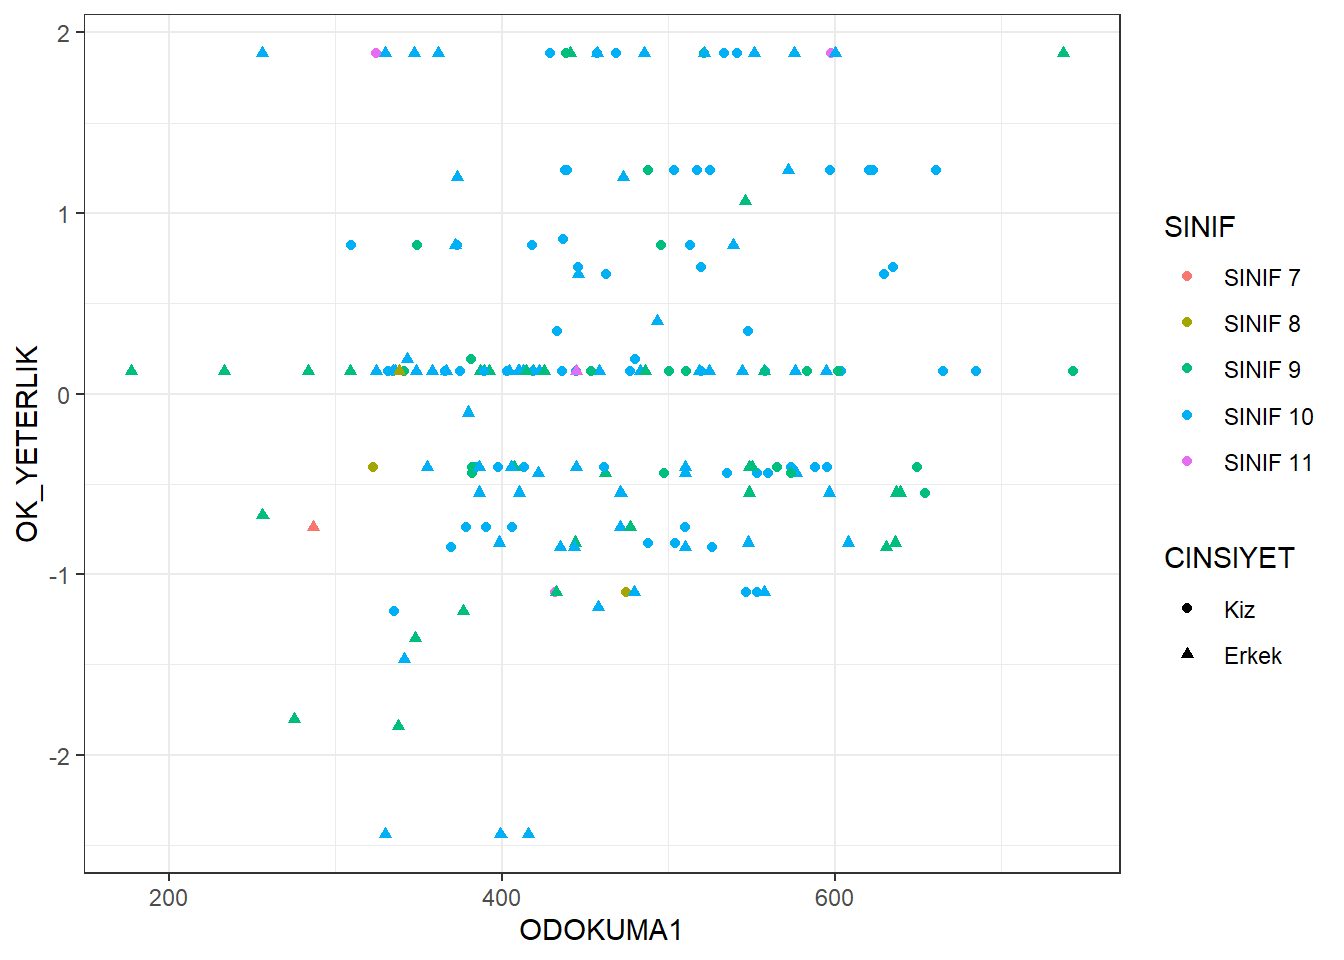 2
1
0
-1
-2
OK_YETERLIK
200
400
600
ODOKUMA1
SINIF
SINIF 7
SINIF 8
SINIF 9
SINIF 10
SINIF 11
CINSIYET
Kiz
Erkek